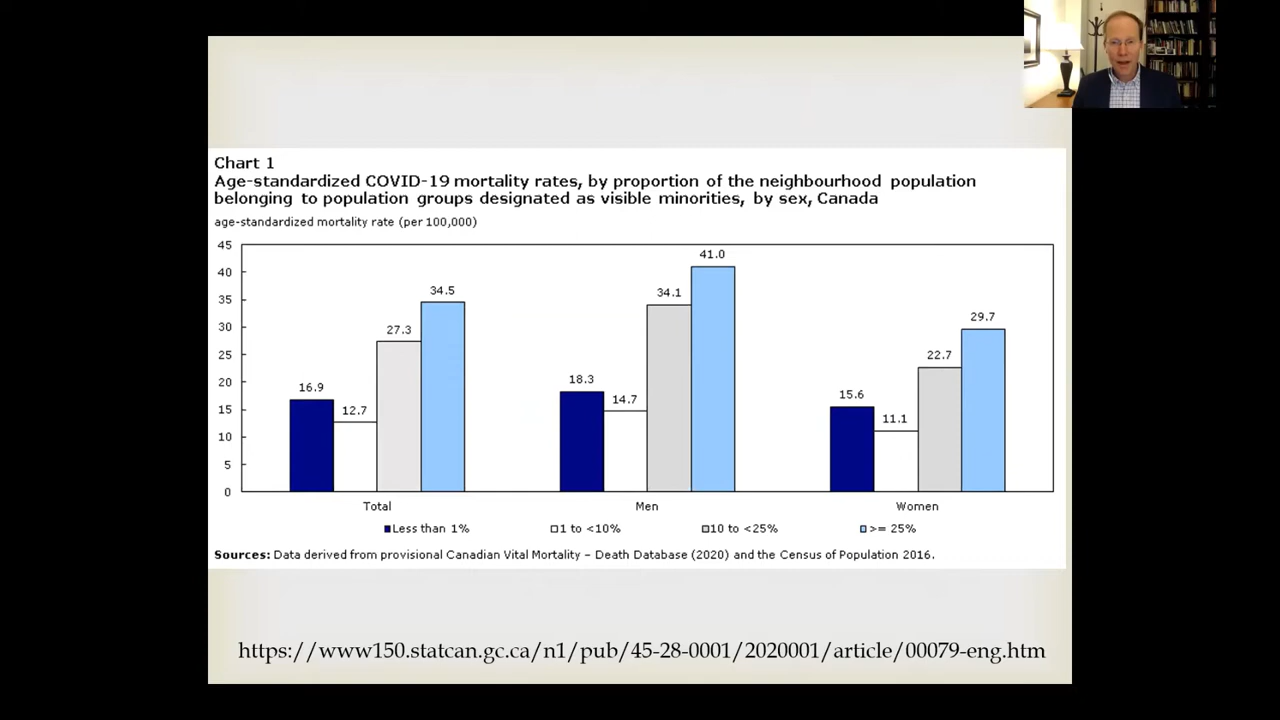 Chart 1
Age-standardized COVID-19 mortality rates, by proportion of the neighbourhood population
belonging to population groups designated as visible minorities, by sex, Canada
age-standardized mortality rate (per 100,000)
45
40
35
30
25
20
15
10
5
0
16.9
12.7
27.3
34.5
18.3
14.7
34.1
41.0
15.6
11.1
22.7
29.7
Total Men Women
Less than 1% 1 to <10% 10 to <25% >= 25%
Sources: Data derived from provisional Canadian Vital Mortality – Death Database (2020) and the Census of Population 2016.
https://www150.statcan.gc.ca/n1/pub/45-28-0001/2020001/article/00079-eng.htm